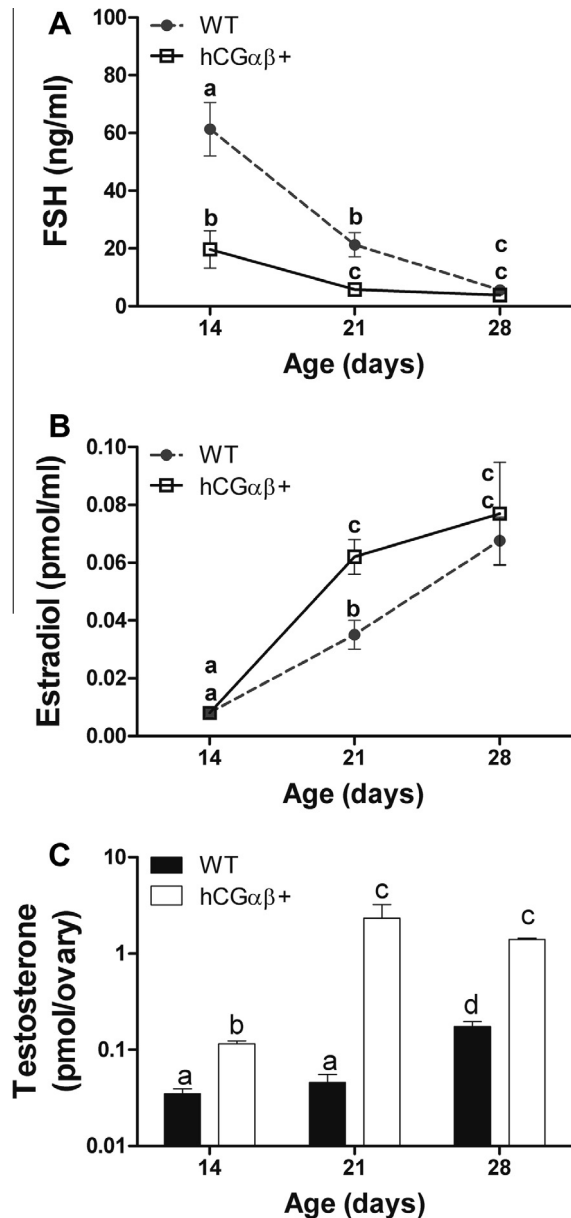 A
WT
hCGαβ+
FSH (ng/ml)
100
80
60
40
20
0
a
b
b
c
c
c
14 21 28
Age (days)
B
WT
hCGαβ+
Estradiol (pmol/ml)
0.10
0.08
0.06
0.04
0.02
0.00
a
a
c
b
c
c
14 21 28
Age (days)
C
WT
hCGαβ+
Testosterone
(pmol/ovary)
10
1
0.1
0.01
a
b
a
c
d
c
14 21 28
Age (days)